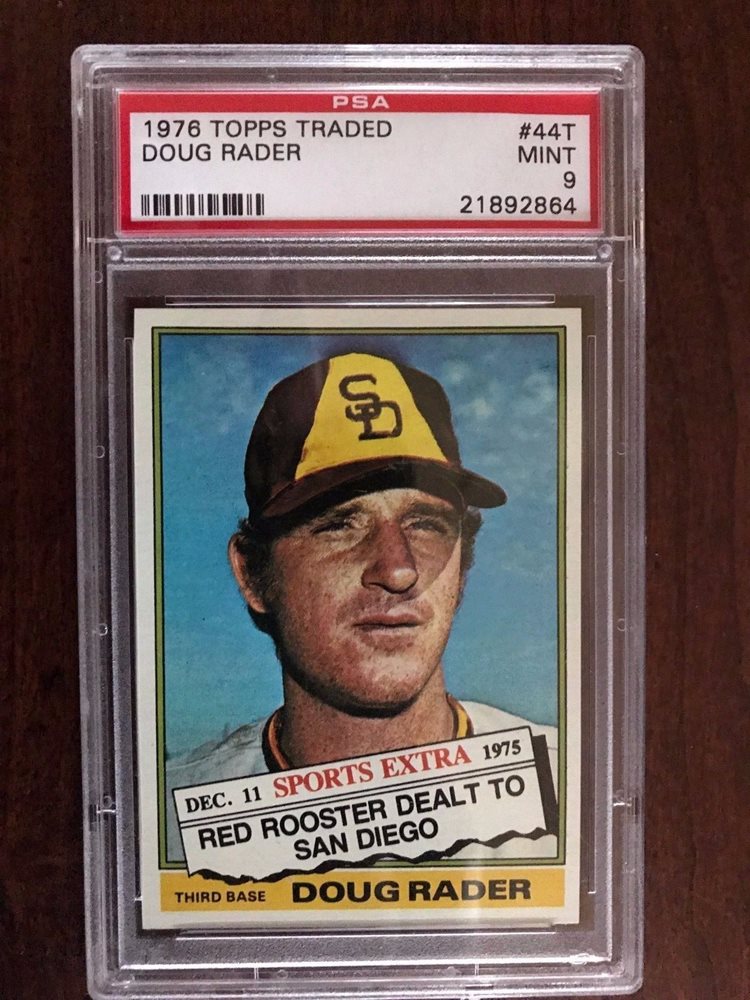 PSA
1976 TOPPS TRADED #44T
DOUG RADER MINT
9
21892864
SD
DEC. 11 SPORTS EXTRA 1975
RED ROOSTER DEALT TO
SAN DIEGO
THIRD BASE DOUG RADER